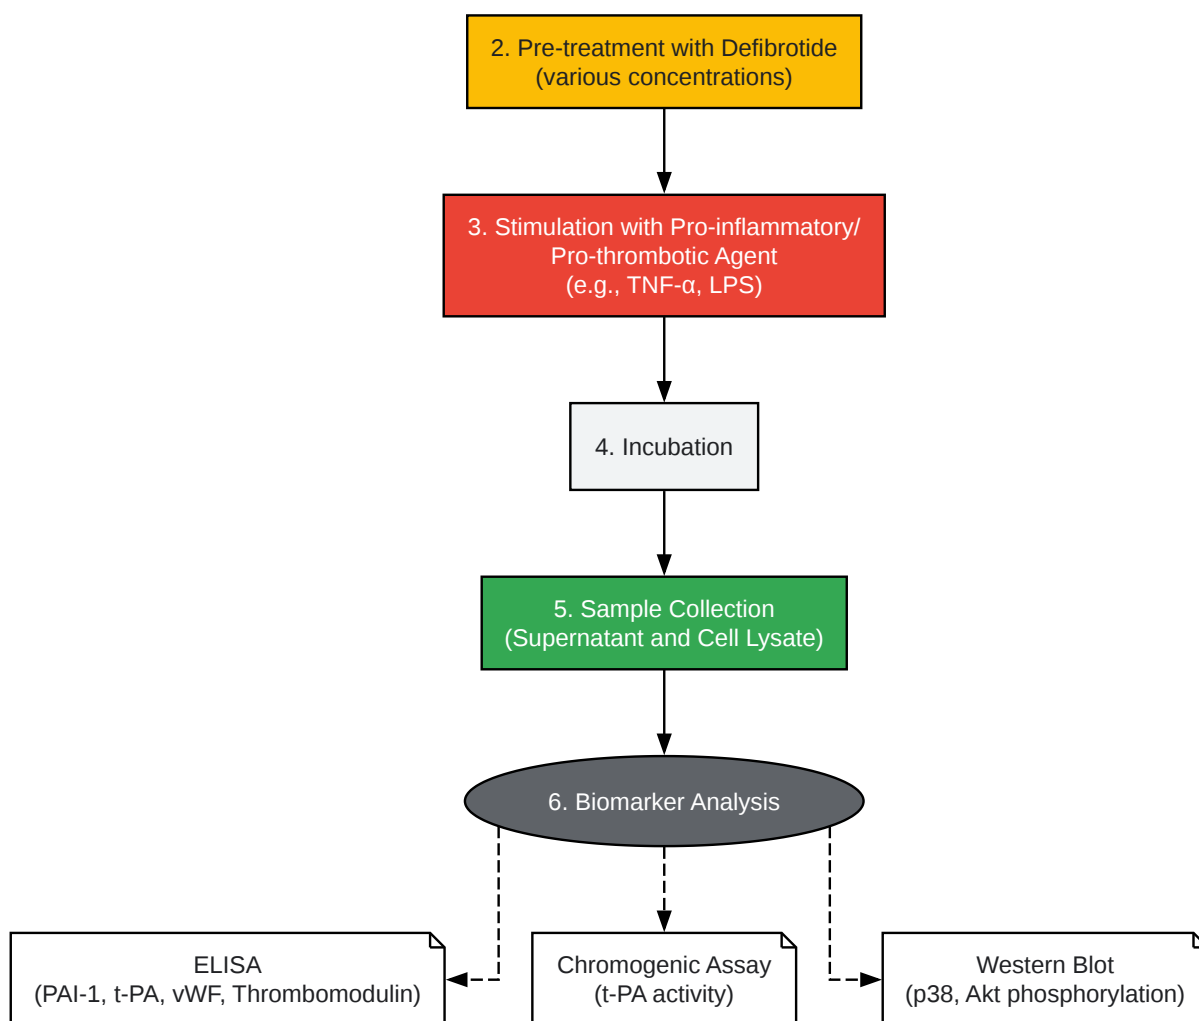 2. Pre-treatment with Defibrotide
(various concentrations)
3. Stimulation with Pro-inflammatory/
Pro-thrombotic Agent
(e.g., TNF-α, LPS)
4. Incubation
5. Sample Collection
(Supernatant and Cell Lysate)
6. Biomarker Analysis
ELISA
(PAI-1, t-PA, vWF, Thrombomodulin)
Chromogenic Assay
(t-PA activity)
Western Blot
(p38, Akt phosphorylation)